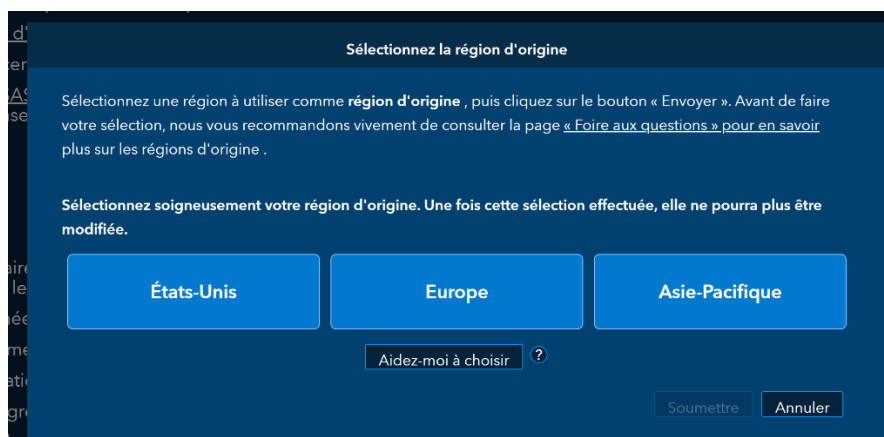 Sélectionnez la région d'origine
Sélectionnez une région à utiliser comme région d'origine , puis cliquez sur le bouton « Envoyer ». Avant de faire
votre sélection, nous vous recommandons vivement de consulter la page « Foire aux questions » pour en savoir
plus sur les régions d'origine .
Sélectionnez soigneusement votre région d'origine. Une fois cette sélection effectuée, elle ne pourra plus être
modifiée.
États-Unis
Europe
Asie-Pacifique
Aidez-moi à choisir ?
Soumettre Annuler